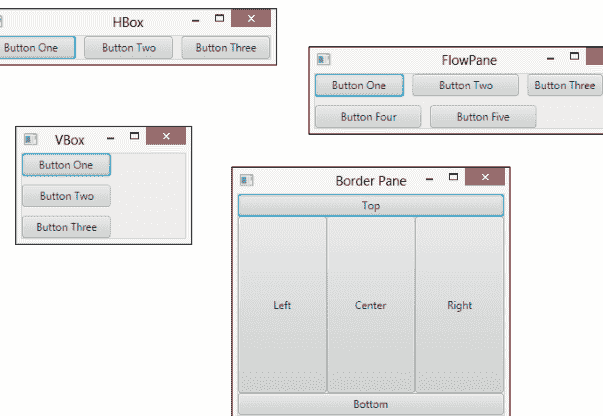 HBox
Button One Button Two Button Three
FlowPane
Button One Button Two Button Three
Button Four Button Five
VBox
Button One
Button Two
Button Three
Border Pane
Top
Left Center Right
Bottom